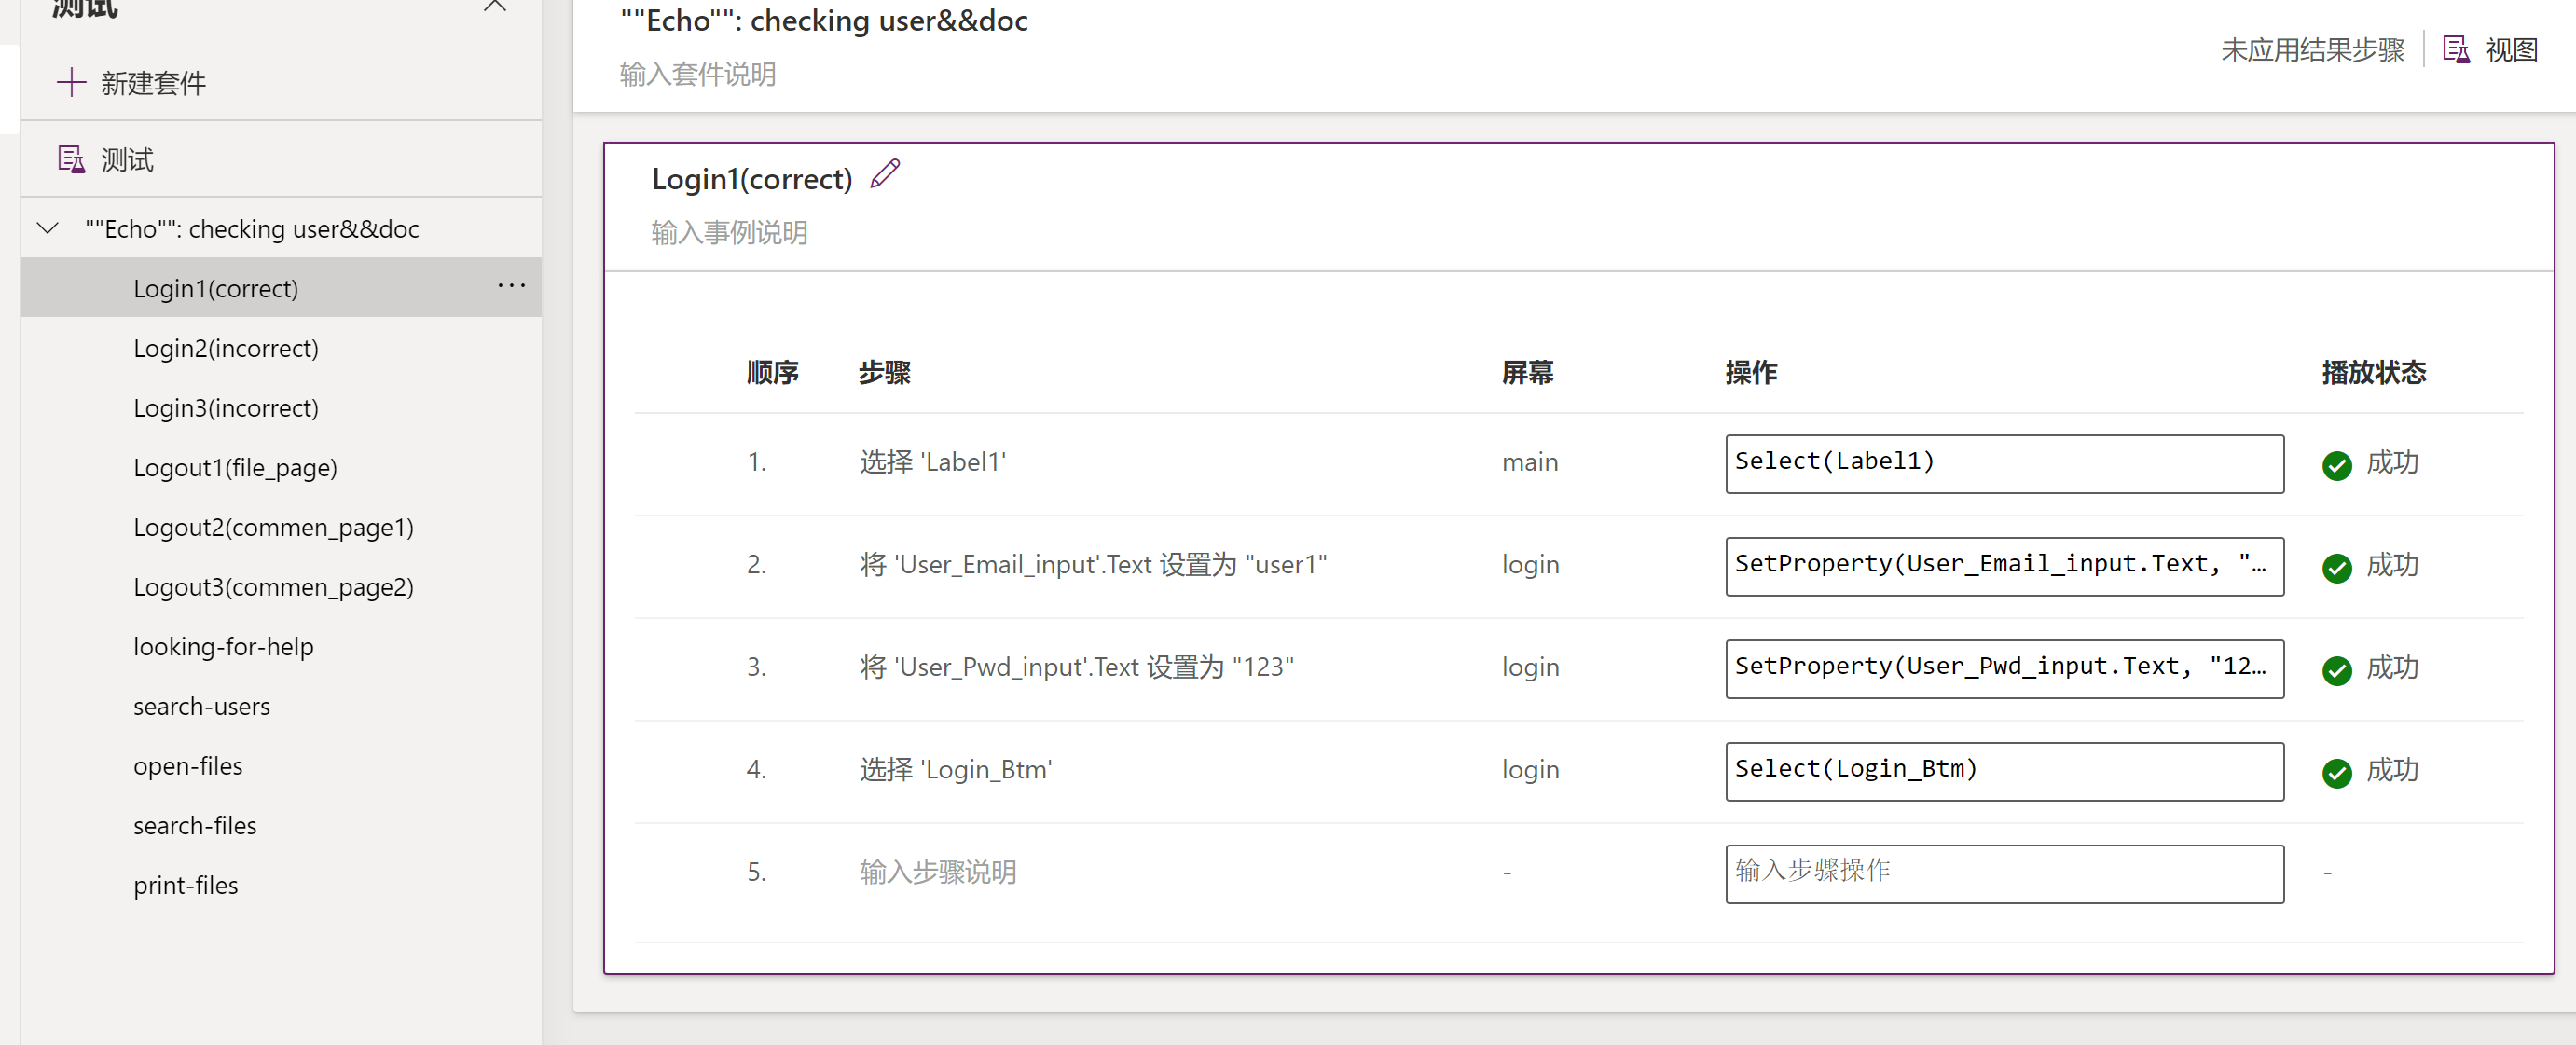 测试
新建套件
测试
""Echo"": checking user&&doc
Login1(correct)
Login2(incorrect)
Login3(incorrect)
Logout1(file_page)
Logout2(commen_page1)
Logout3(commen_page2)
looking-for-help
search-users
open-files
search-files
print-files
""Echo"": checking user&&doc
输入套件说明
未应用结果步骤 视图
Login1(correct)
输入事例说明
顺序 步骤 屏幕 操作 播放状态
1. 选择 'Label1' main Select(Label1) 成功
2. 将 'User_Email_input'.Text 设置为 "user1" login SetProperty(User_Email_input.Text, "... 成功
3. 将 'User_Pwd_input'.Text 设置为 "123" login SetProperty(User_Pwd_input.Text, "12... 成功
4. 选择 'Login_Btm' login Select(Login_Btm) 成功
5. 输入步骤说明 - 输入步骤操作 -